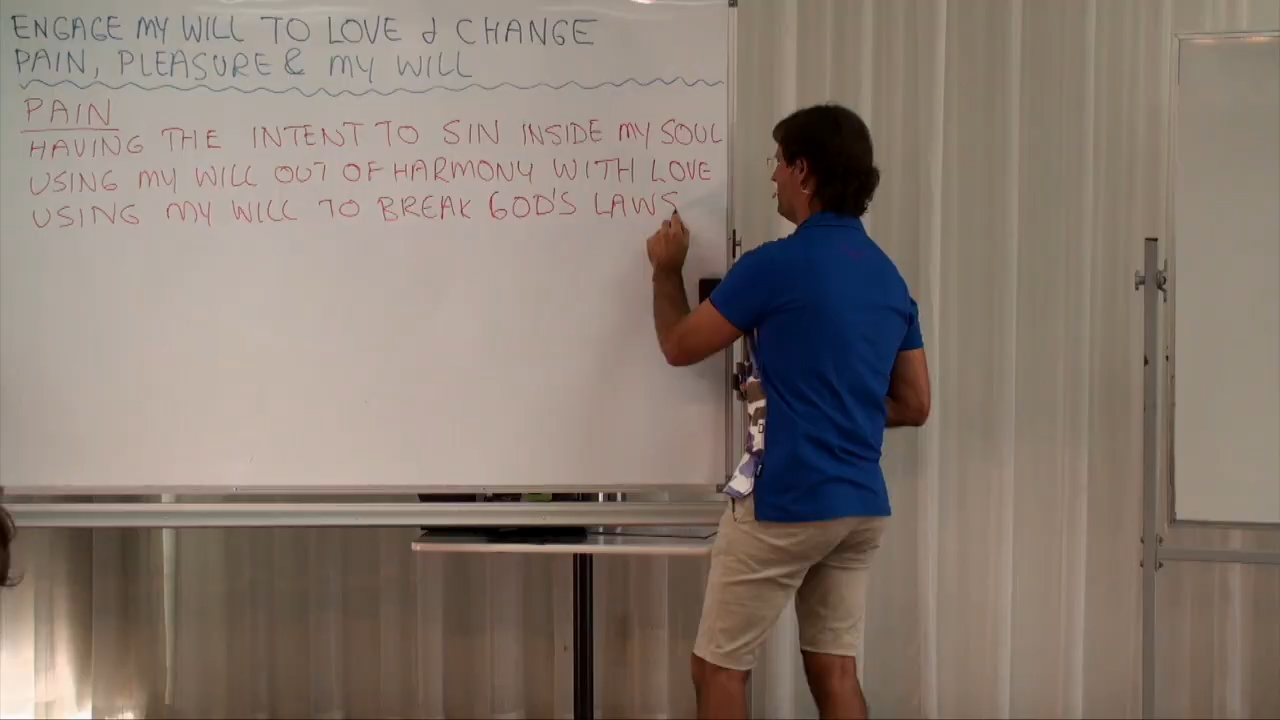 ENGAGE MY WILL TO LOVE & CHANGE
PAIN, PLEASURE & MY WILL
PAIN
HAVING THE INTENT TO SIN INSIDE MY SOUL
USING MY WILL OUT OF HARMONY WITH LOVE
USING MY WILL TO BREAK GOD'S LAWS